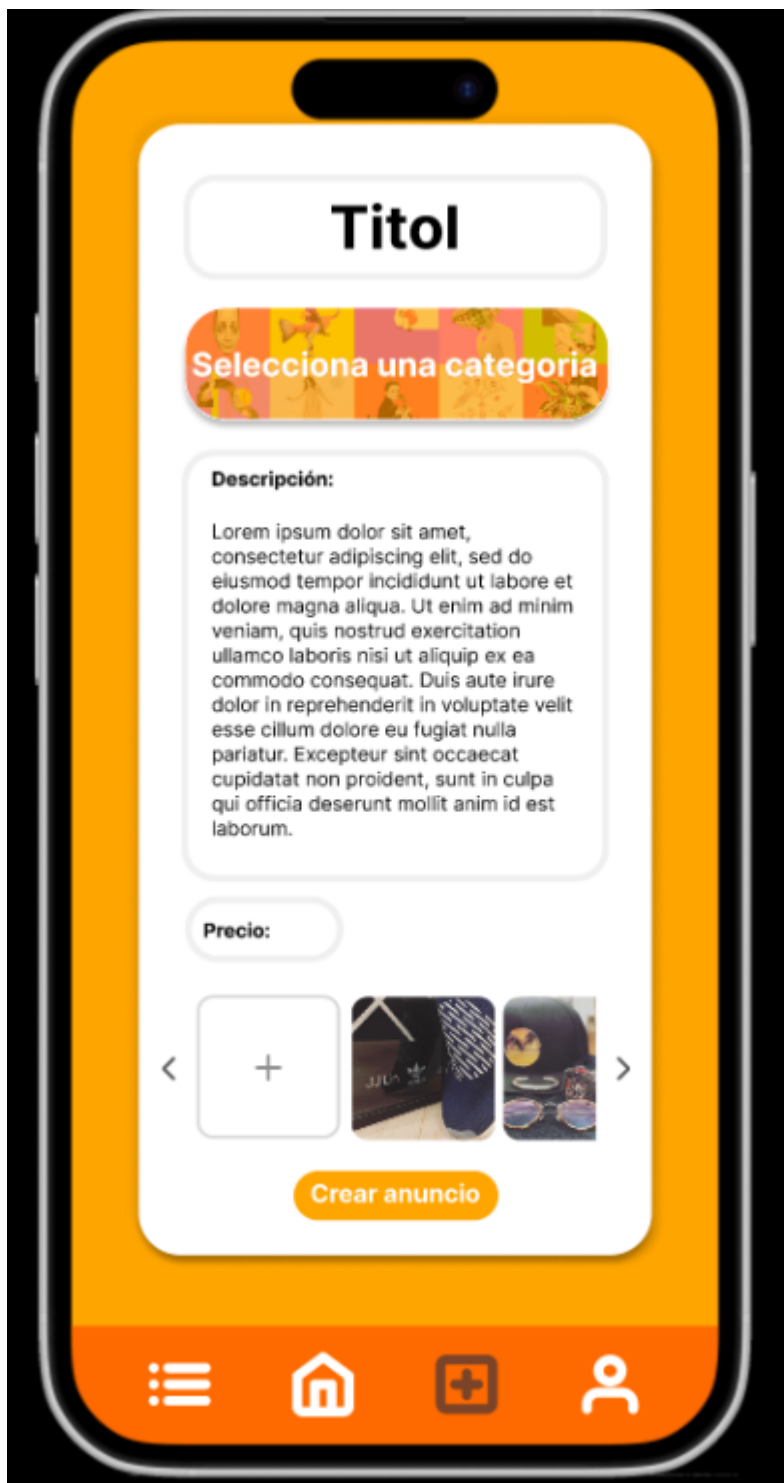 Titol
Selecciona una categoria
Descripción:
Lorem ipsum dolor sit amet,
consectetur adipiscing elit, sed do
eiusmod tempor incididunt ut labore et
dolore magna aliqua. Ut enim ad minim
veniam, quis nostrud exercitation
ullamco laboris nisi ut aliquip ex ea
commodo consequat. Duis aute irure
dolor in reprehenderit in voluptate velit
esse cillum dolore eu fugiat nulla
pariatur. Excepteur sint occaecat
cupidatat non proident, sunt in culpa
qui officia deserunt mollit anim id est
laborum.
Precio:
Crear anuncio